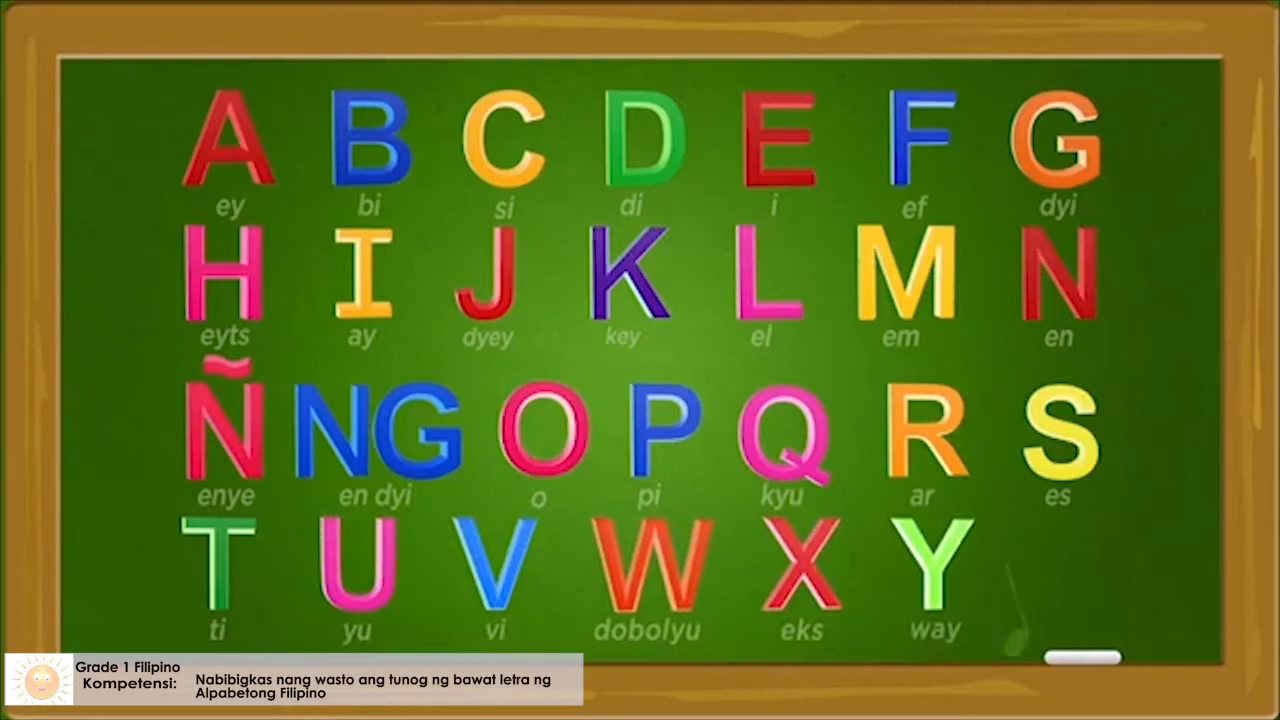 A B C D E F G
ey bi si di i ef dyi
H I J K L M N
eyts ay dyey key el em en
Ñ NG O P Q R S
enye en dyi o pi kyu ar es
T U V W X Y
ti yu vi dobolyu eks way
Grade 1 Filipino
Kompetensi: Nabibigkas nang wasto ang tunog ng bawat letra ng
Alpabetong Filipino